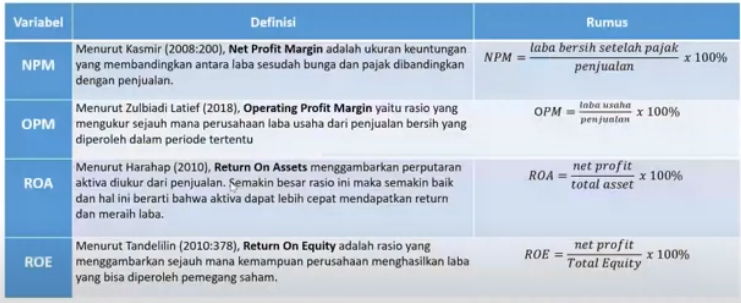 Variabel Definisi Rumus
NPM
Menurut Kasmir (2008:200), Net Profit Margin adalah ukuran keuntungan
yang membandingkan antara laba sesudah bunga dan pajak dibandingkan
dengan penjualan.
NPM = laba bersih setelah pajak / penjualan x 100%
OPM
Menurut Zulbiadi Latief (2018), Operating Profit Margin yaitu rasio yang
mengukur sejauh mana perusahaan laba usaha dari penjualan bersih yang
diperoleh dalam periode tertentu
OPM = laba usaha / penjualan x 100%
ROA
Menurut Harahap (2010), Return On Assets menggambarkan perputaran
aktiva diukur dari penjualan. Semakin besar rasio ini maka semakin baik
dan hal ini berarti bahwa aktiva dapat lebih cepat mendapatkan return
dan meraih laba.
ROA = net profit / total asset x 100%
ROE
Menurut Tandelilin (2010:378), Return On Equity adalah rasio yang
menggambarkan sejauh mana kemampuan perusahaan menghasilkan laba
yang bisa diperoleh pemegang saham.
ROE = net profit / Total Equity x 100%